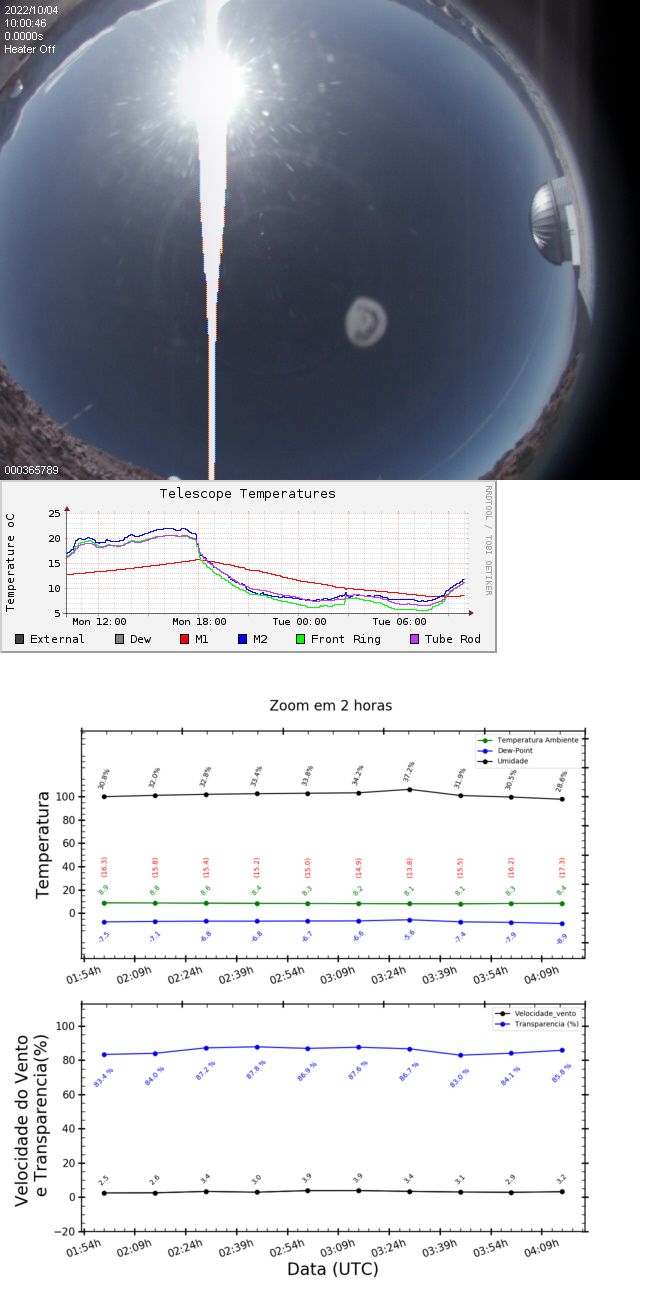 2022/10/04
10:00:46
0.0000s
Heater Off
000365789
Telescope Temperatures
RRDTOOL / TOBI OETIKER
Temperature oC
25
20
15
10
5
Mon 12:00 Mon 18:00 Tue 00:00 Tue 06:00
External Dew M1 M2 Front Ring Tube Rod
Zoom em 2 horas
Temperatura Ambiente
Dew-Point
Umidade
Temperatura
100
80
60
40
20
0
30.8% 32.0% 32.8% 33.4% 33.8% 34.2% 37.2% 31.9% 30.5% 28.6%
(16.3) (15.8) (15.4) (15.2) (15.0) (14.9) (13.8) (15.5) (16.2) (17.3)
8.9 8.8 8.6 8.4 8.3 8.2 8.1 8.1 8.3 8.4
-7.5 -7.1 -6.8 -6.8 -6.7 -6.6 -5.6 -7.4 -7.9 -8.9
01:54h 02:09h 02:24h 02:39h 02:54h 03:09h 03:24h 03:39h 03:54h 04:09h
Velocidade_vento
Transparencia (%)
Velocidade do Vento
e Transparencia(%)
100
80
60
40
20
0
−20
83.4 % 84.0 % 87.2 % 87.8 % 86.9 % 87.6 % 86.7 % 83.0 % 84.1 % 85.8 %
2.5 2.6 3.4 3.0 3.9 3.9 3.4 3.1 2.9 3.2
01:54h 02:09h 02:24h 02:39h 02:54h 03:09h 03:24h 03:39h 03:54h 04:09h
Data (UTC)